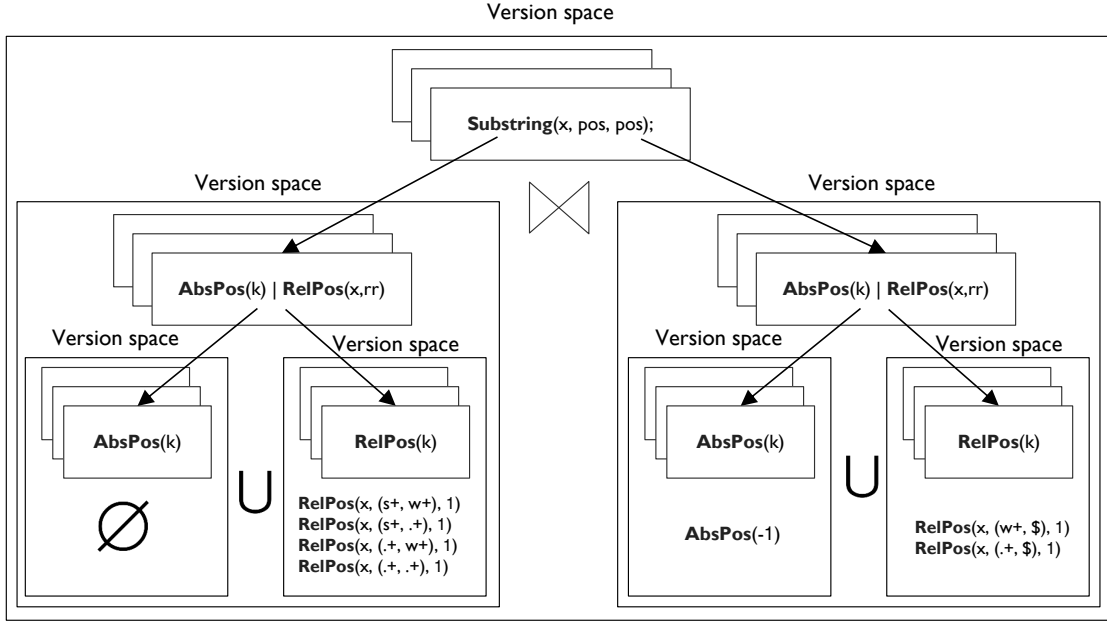 Version space
Substring(x, pos, pos);
Version space
Version space
AbsPos(k) | RelPos(x,rr)
AbsPos(k) | RelPos(x,rr)
Version space
Version space
Version space
Version space
AbsPos(k)
RelPos(k)
AbsPos(k)
RelPos(k)
∅
∪
RelPos(x, (s+, w+), 1)
RelPos(x, (s+, .+), 1)
RelPos(x, (.+, w+), 1)
RelPos(x, (.+, .+), 1)
AbsPos(-1)
∪
RelPos(x, (w+, $), 1)
RelPos(x, (.+, $), 1)